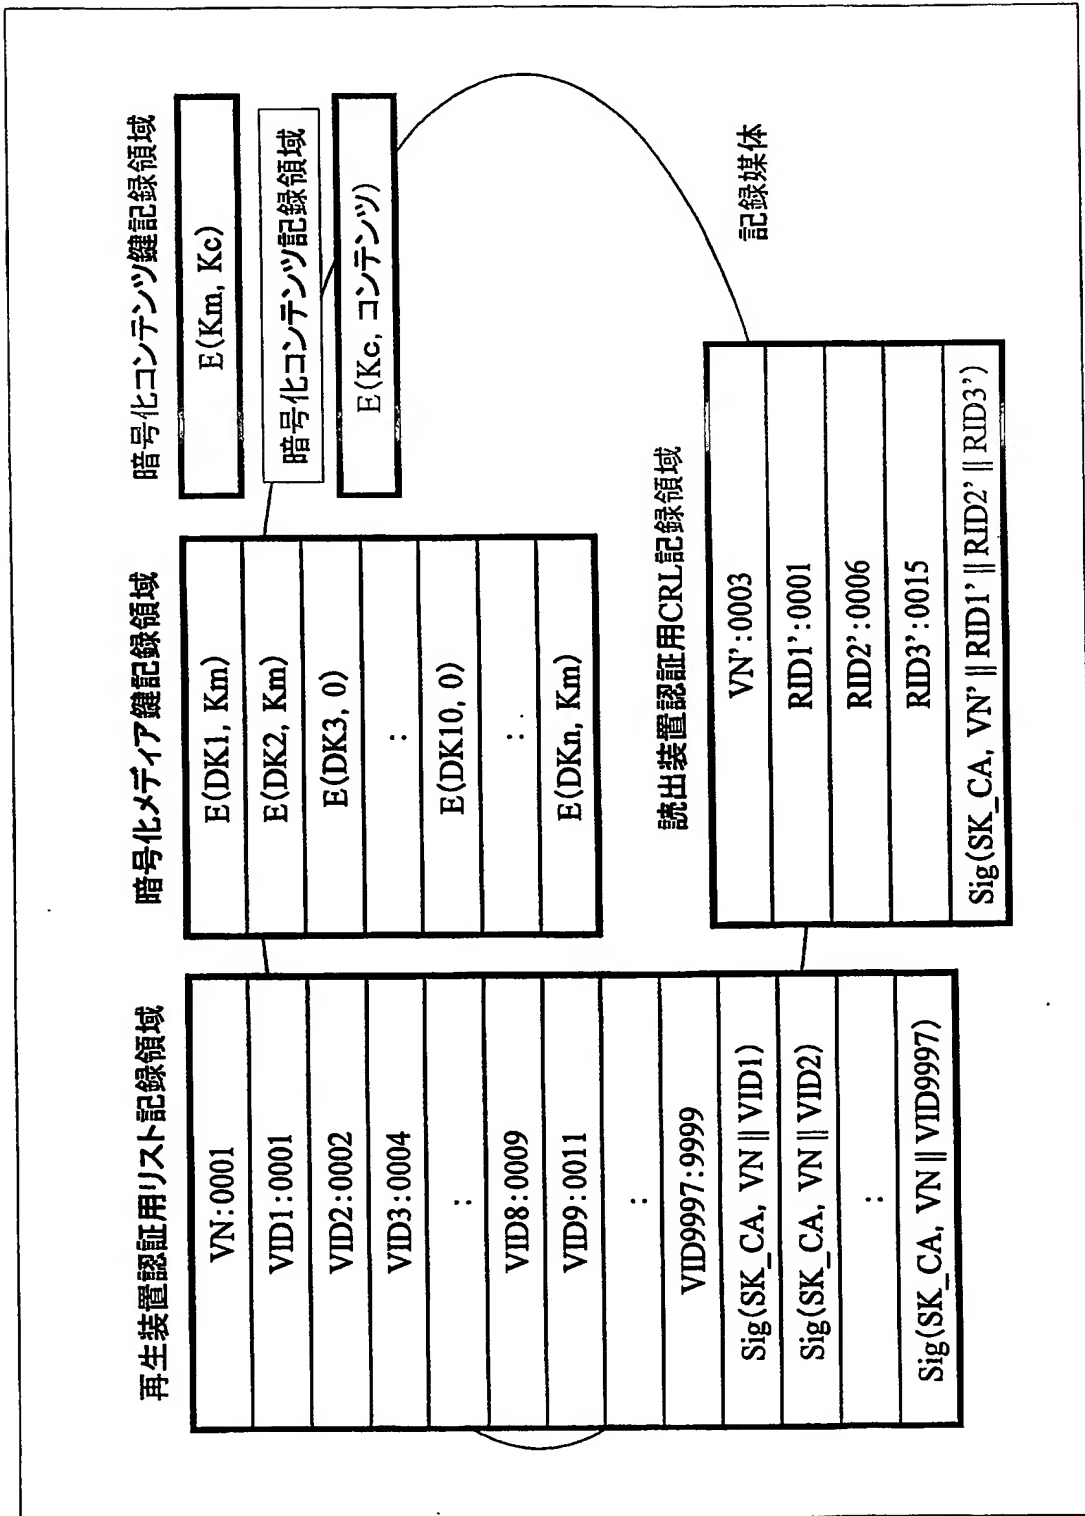 再生装置認証用リスト記録領域
VN:0001
VID1:0001
VID2:0002
VID3:0004
:
VID8:0009
VID9:0011
:
VID9997:9999
Sig(SK_CA, VN || VID1)
Sig(SK_CA, VN || VID2)
:
Sig(SK_CA, VN || VID9997)
暗号化メディア鍵記録領域
E(DK1, Km)
E(DK2, Km)
E(DK3, 0)
:
E(DK10, 0)
:
E(DKn, Km)
暗号化コンテンツ鍵記録領域
E(Km, Kc)
暗号化コンテンツ記録領域
E(Kc, コンテンツ)
読出装置認証用CRL記録領域
VN':0003
RID1':0001
RID2':0006
RID3':0015
Sig(SK_CA, VN' || RID1' || RID2' || RID3')
記録媒体